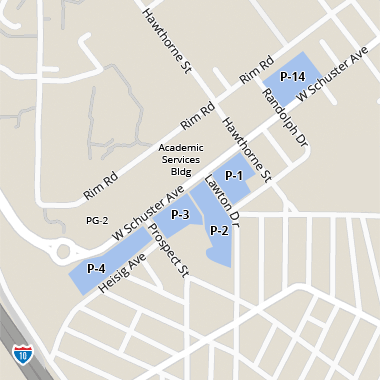 Hawthorne St
Rim Rd
P-14
W Schuster Ave
Randolph Dr
Rim Rd
Hawthorne St
Academic
Services
Bldg
P-1
Rim Rd
Lawton Dr
W Schuster Ave
P-3
PG-2
P-2
Prospect St
P-4
Heisig Ave
10